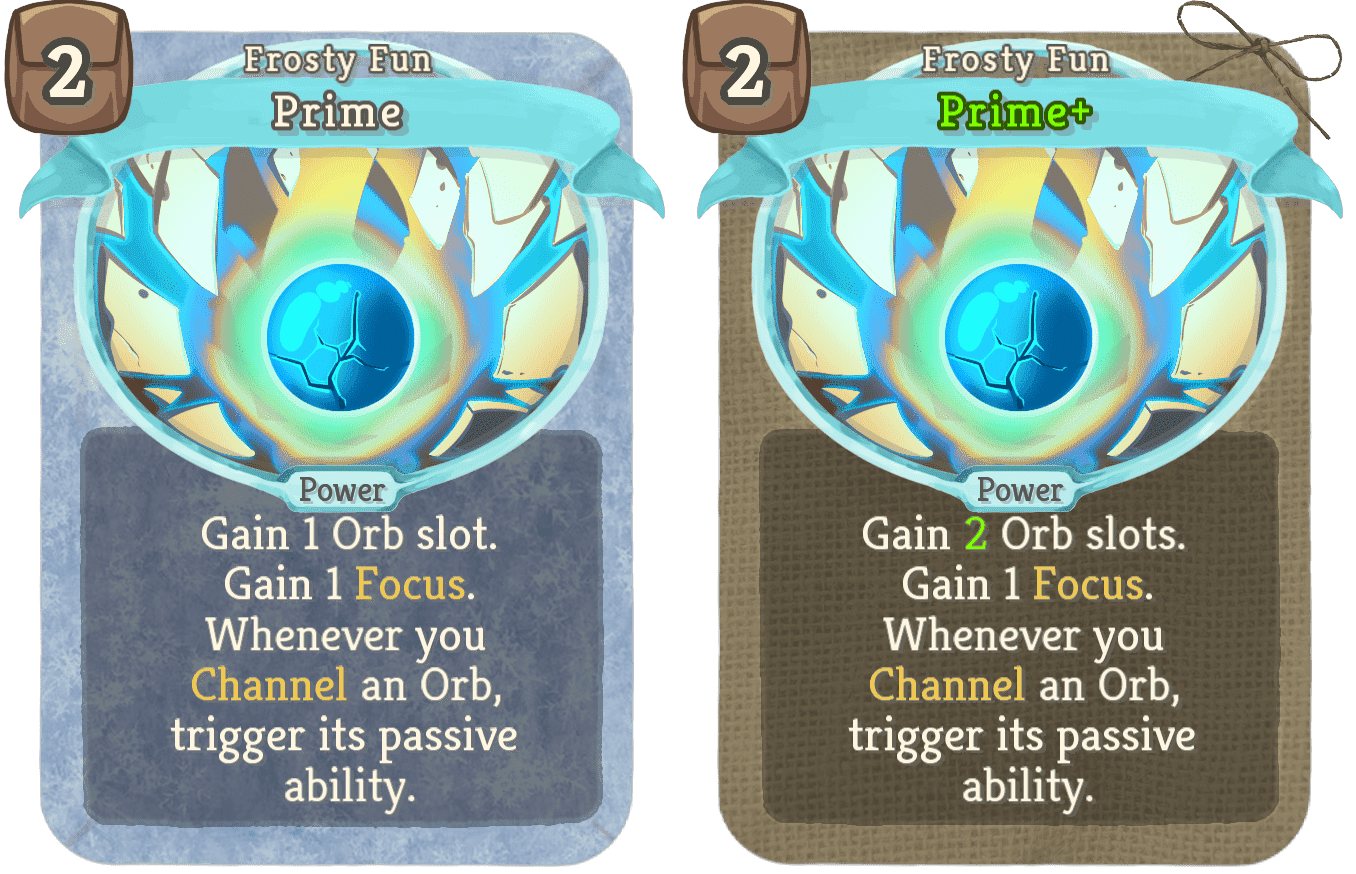 2
Frosty Fun
Prime
Power
Gain 1 Orb slot.
Gain 1 Focus.
Whenever you
Channel an Orb,
trigger its passive
ability.
2
Frosty Fun
Prime+
Power
Gain 2 Orb slots.
Gain 1 Focus.
Whenever you
Channel an Orb,
trigger its passive
ability.